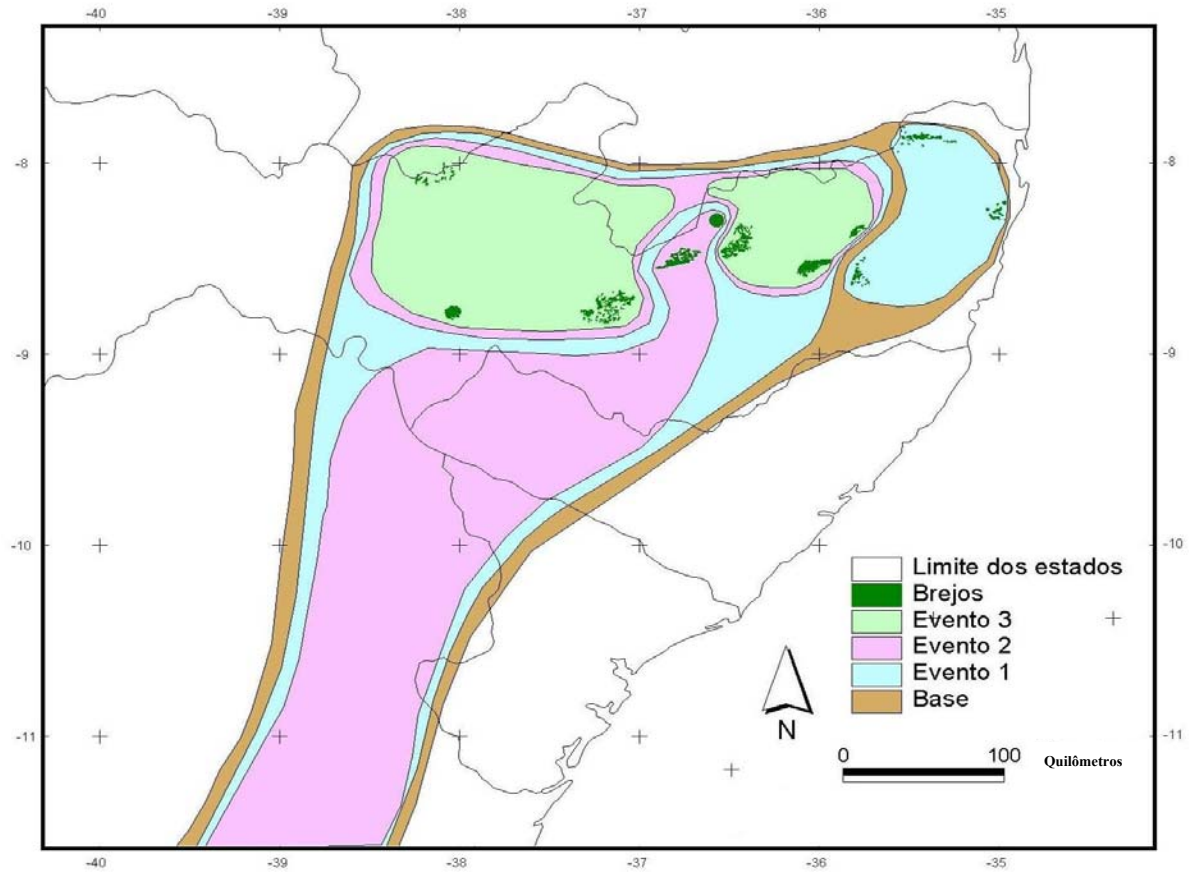 -40 -39 -38 -37 -36 -35
-8 -8
-9 -9
-10 -10
-11 -11
Limite dos estados
Brejos
Evento 3
Evento 2
Evento 1
Base
N
0 100 Quilômetros
-40 -39 -38 -37 -36 -35